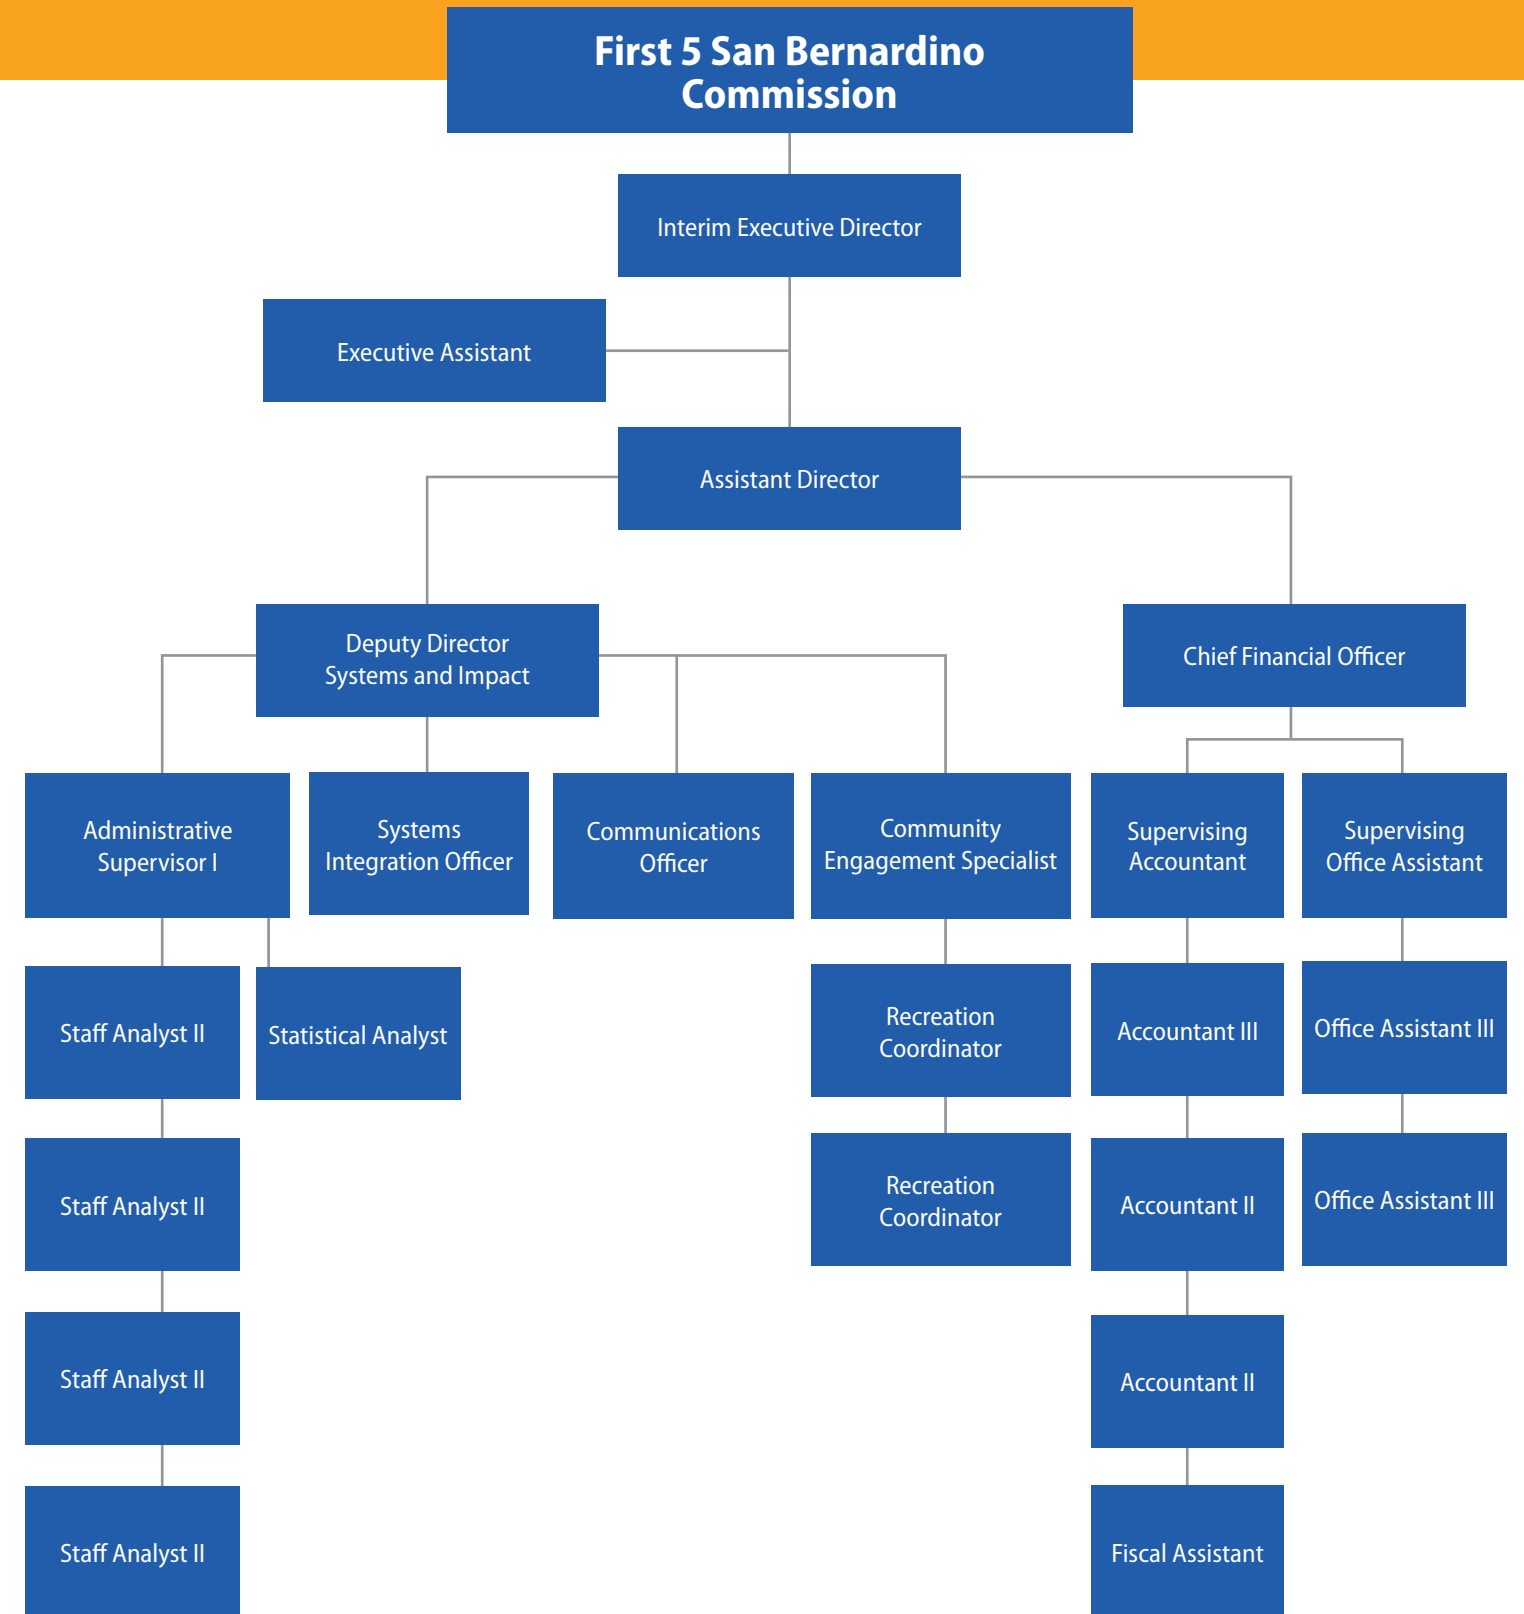 First 5 San Bernardino
Commission
Interim Executive Director
Executive Assistant
Assistant Director
Deputy Director
Systems and Impact
Chief Financial Officer
Administrative
Supervisor I
Systems
Integration Officer
Communications
Officer
Community
Engagement Specialist
Supervising
Accountant
Supervising
Office Assistant
Staff Analyst II
Statistical Analyst
Recreation
Coordinator
Accountant III
Office Assistant III
Staff Analyst II
Recreation
Coordinator
Accountant II
Office Assistant III
Staff Analyst II
Accountant II
Staff Analyst II
Fiscal Assistant